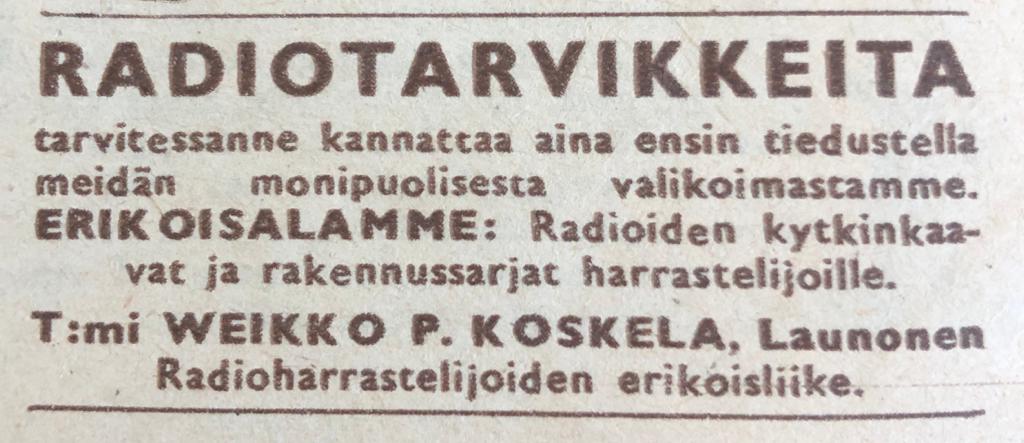 RADIOTARVIKKEITA
tarvitessanne kannattaa aina ensin tiedustella
meidän monipuolisesta valikoimastamme.
ERIKOISALAMME: Radioiden kytkinkaa-
vat ja rakennussarjat harrastelijoille.
T:mi WEIKKO P. KOSKELA, Launonen
Radioharrastelijoiden erikoisliike.